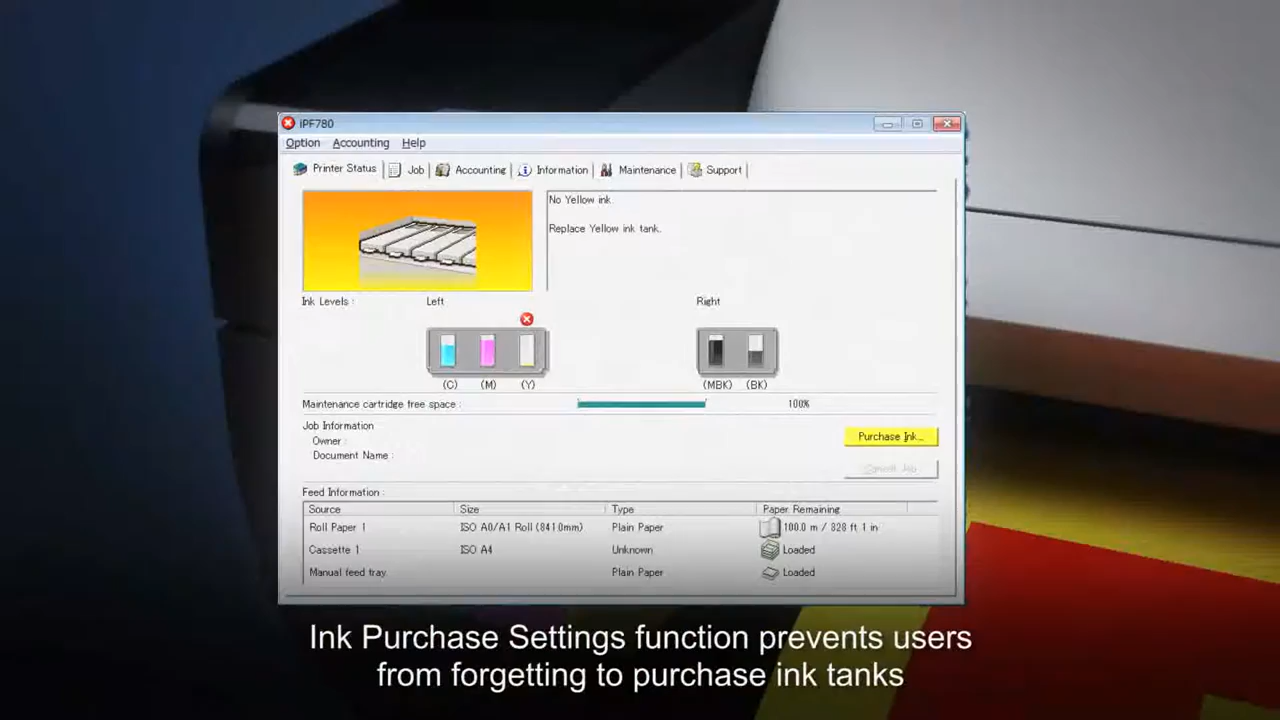 iPF780
Option Accounting Help
Printer Status Job Accounting Information Maintenance Support
No Yellow ink.
Replace Yellow ink tank.
Ink Levels : Left Right
(C) (M) (Y) (MBK) (BK)
Maintenance cartridge free space : 100%
Job Information
Owner :
Document Name :
Purchase Ink...
Cancel Job
Feed Information :
Source Size Type Paper Remaining
Roll Paper 1 ISO A0/A1 Roll (841.0mm) Plain Paper 100.0 m / 328 ft 1 in
Cassette 1 ISO A4 Unknown Loaded
Manual feed tray Plain Paper Loaded
Ink Purchase Settings function prevents users
from forgetting to purchase ink tanks